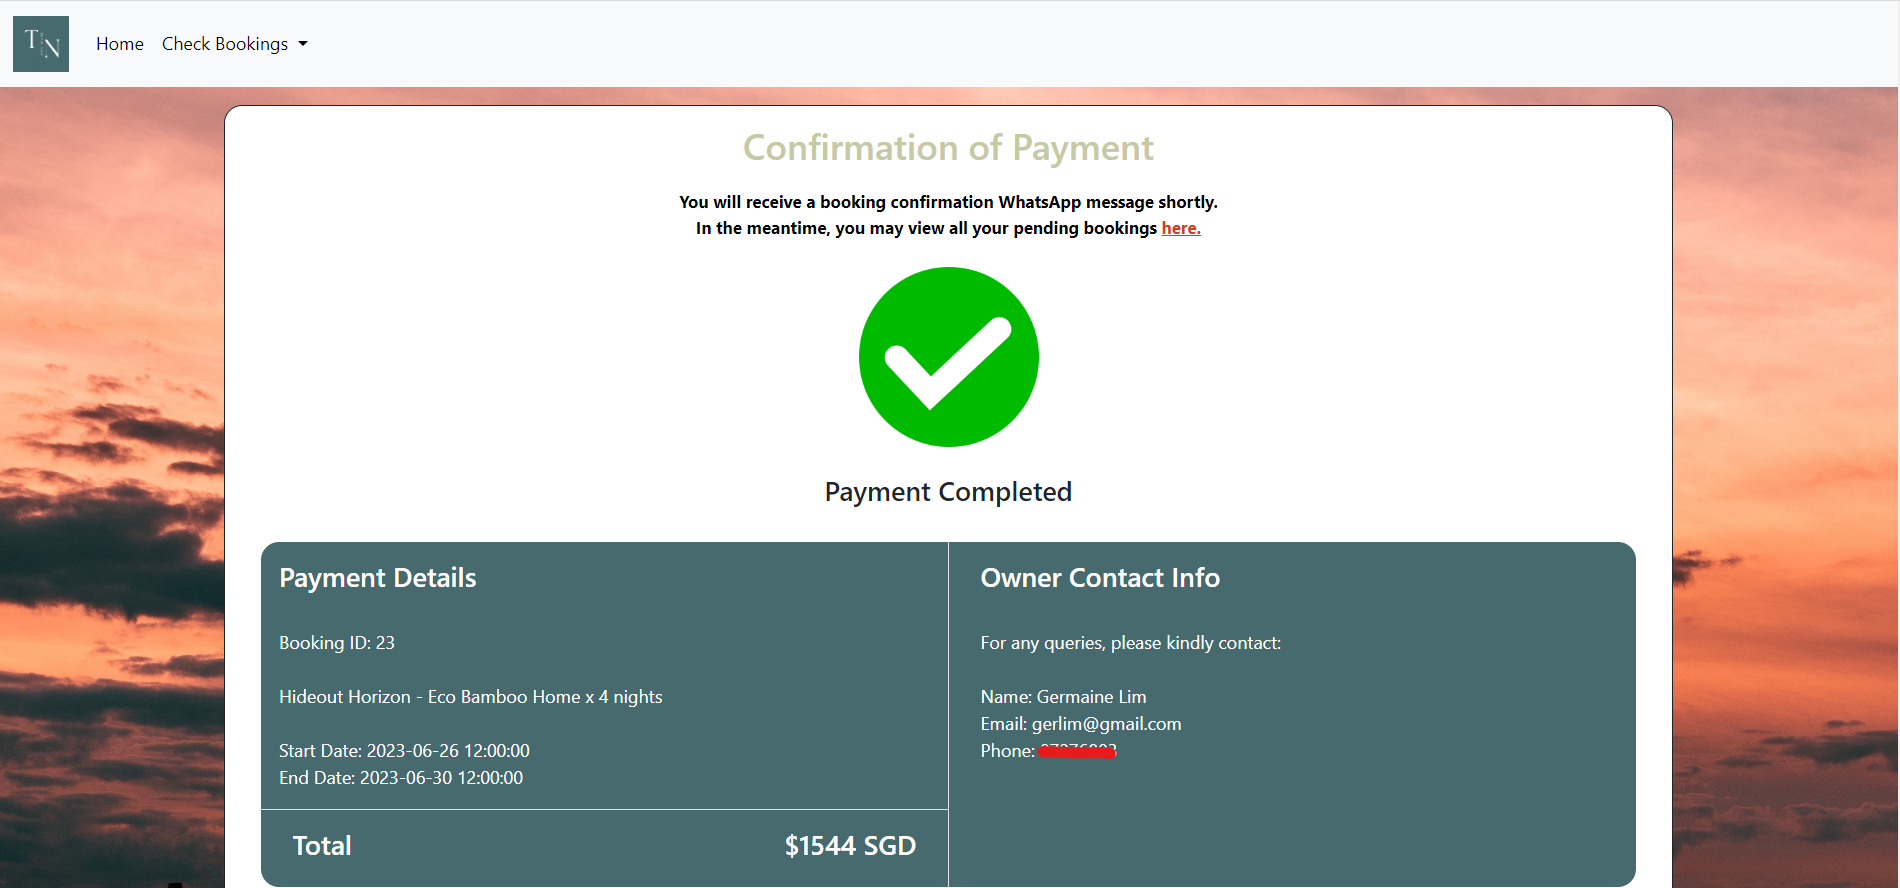 TN
Home Check Bookings
Confirmation of Payment
You will receive a booking confirmation WhatsApp message shortly.
In the meantime, you may view all your pending bookings here.
Payment Completed
Payment Details
Booking ID: 23
Hideout Horizon - Eco Bamboo Home x 4 nights
Start Date: 2023-06-26 12:00:00
End Date: 2023-06-30 12:00:00
Total $1544 SGD
Owner Contact Info
For any queries, please kindly contact:
Name: Germaine Lim
Email: gerlim@gmail.com
Phone: